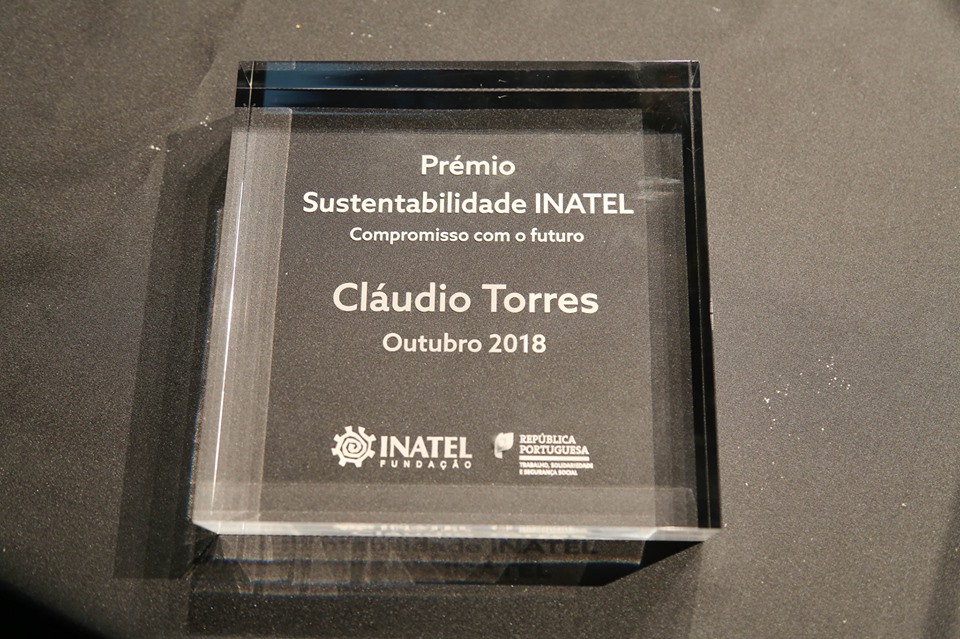 Prémio
Sustentabilidade INATEL
Compromisso com o futuro
Cláudio Torres
Outubro 2018
INATEL
FUNDAÇÃO
REPÚBLICA
PORTUGUESA
TRABALHO, SOLIDARIEDADE
E SEGURANÇA SOCIAL